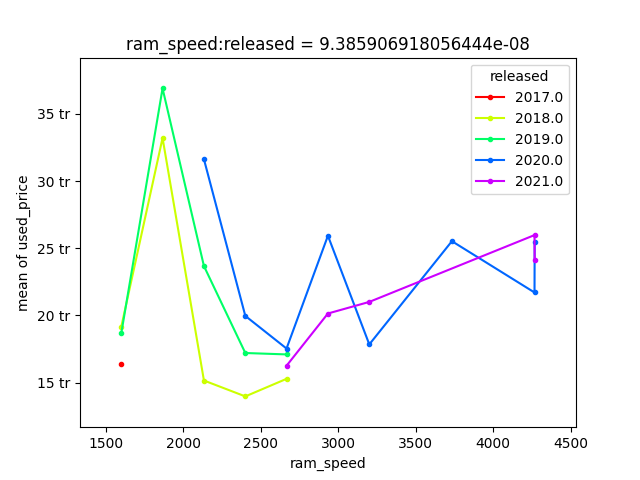 ram_speed:released = 9.385906918056444e-08
released
2017.0
2018.0
2019.0
2020.0
2021.0
35 tr
30 tr
25 tr
20 tr
15 tr
mean of used_price
1500 2000 2500 3000 3500 4000 4500
ram_speed